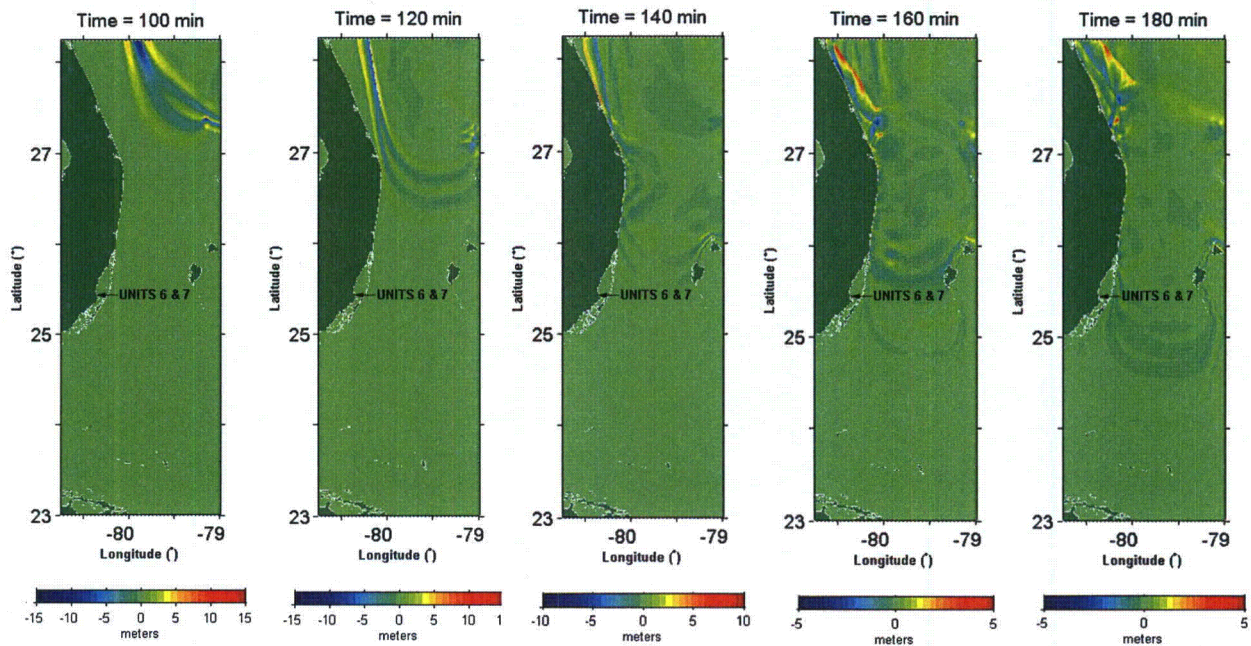 Time = 100 min
Time = 120 min
Time = 140 min
Time = 160 min
Time = 180 min
27
25
23
Latitude (°)
UNITS 6 & 7
-80
-79
Longitude (°)
-15 -10 -5 0 5 10 15
meters
27
25
23
Latitude (°)
UNITS 6 & 7
-80
-79
Longitude (°)
-15 -10 -5 0 5 10 1
meters
27
25
23
Latitude (°)
UNITS 6 & 7
-80
-79
Longitude (°)
-10 -5 0 5 10
meters
27
25
23
Latitude (°)
UNITS 6 & 7
-80
-79
Longitude (°)
-5 0 5
meters
27
25
23
Latitude (°)
UNITS 6 & 7
-80
-79
Longitude (°)
-5 0 5
meters